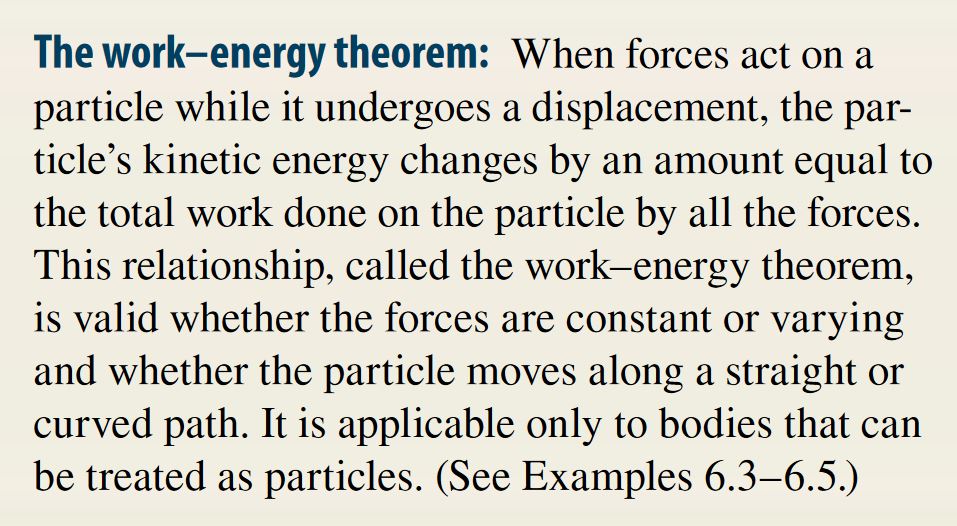 The work–energy theorem: When forces act on a
particle while it undergoes a displacement, the par-
ticle’s kinetic energy changes by an amount equal to
the total work done on the particle by all the forces.
This relationship, called the work–energy theorem,
is valid whether the forces are constant or varying
and whether the particle moves along a straight or
curved path. It is applicable only to bodies that can
be treated as particles. (See Examples 6.3–6.5.)